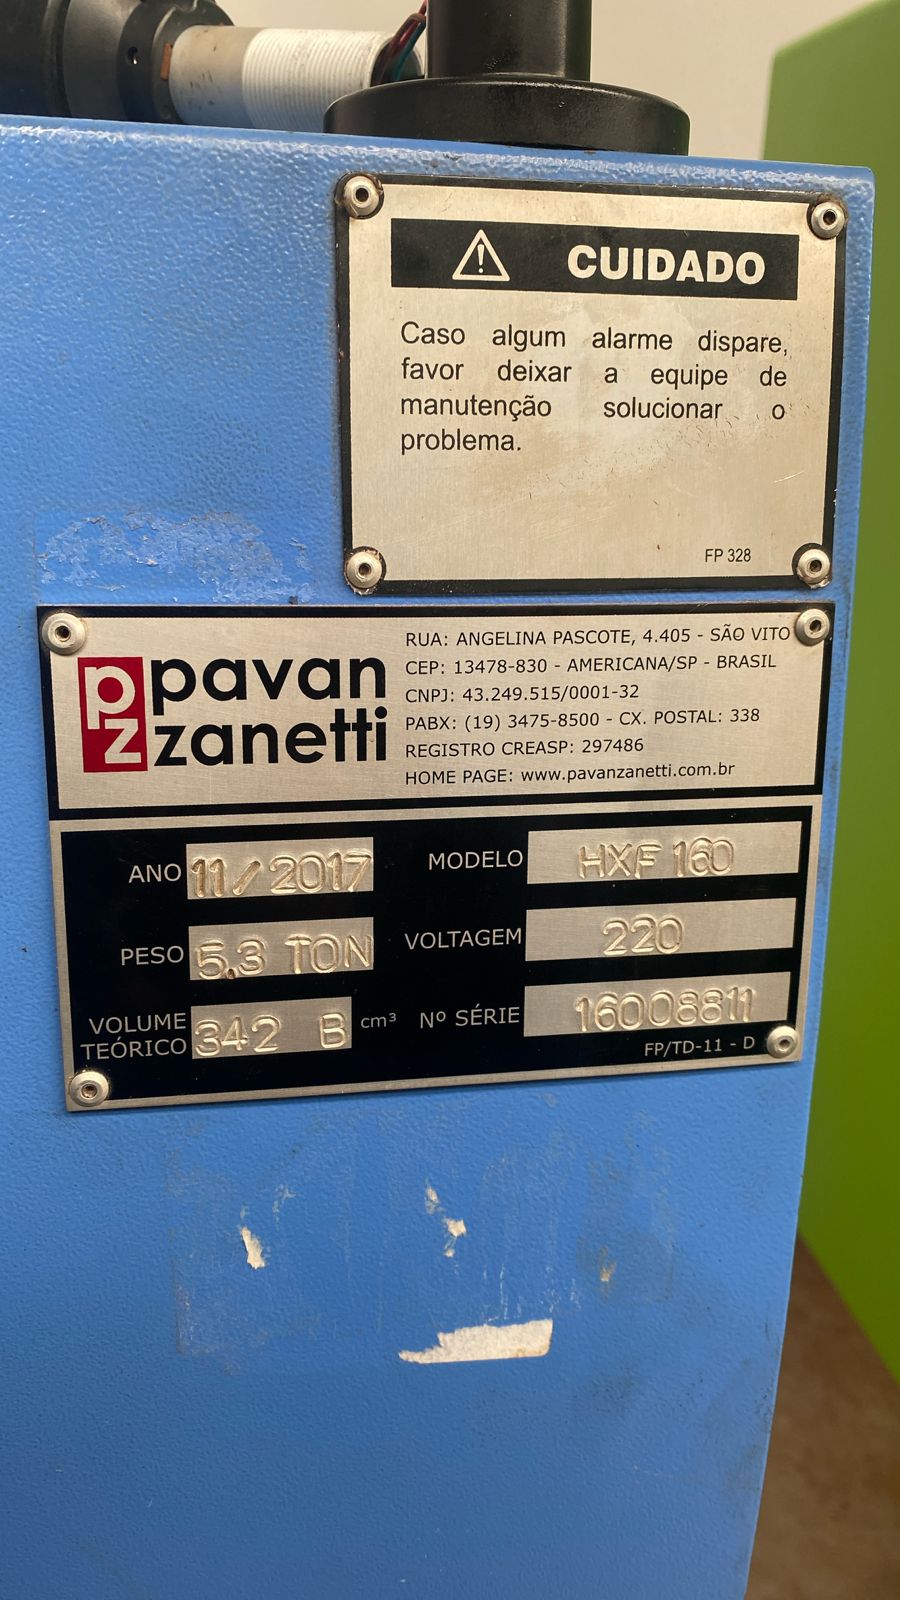 CUIDADO
Caso algum alarme dispare,
favor deixar a equipe de
manutenção solucionar o
problema.
FP 328
pz pavan
zanetti
RUA: ANGELINA PASCOTE, 4.405 - SÃO VITO
CEP: 13478-830 - AMERICANA/SP - BRASIL
CNPJ: 43.249.515/0001-32
PABX: (19) 3475-8500 - CX. POSTAL: 338
REGISTRO CREASP: 297486
HOME PAGE: www.pavanzanetti.com.br
ANO 11/2017 MODELO HXF 160
PESO 5.3 TON VOLTAGEM 220
VOLUME
TEÓRICO 342 B cm³ Nº SÉRIE 16008811
FP/TD-11 - D